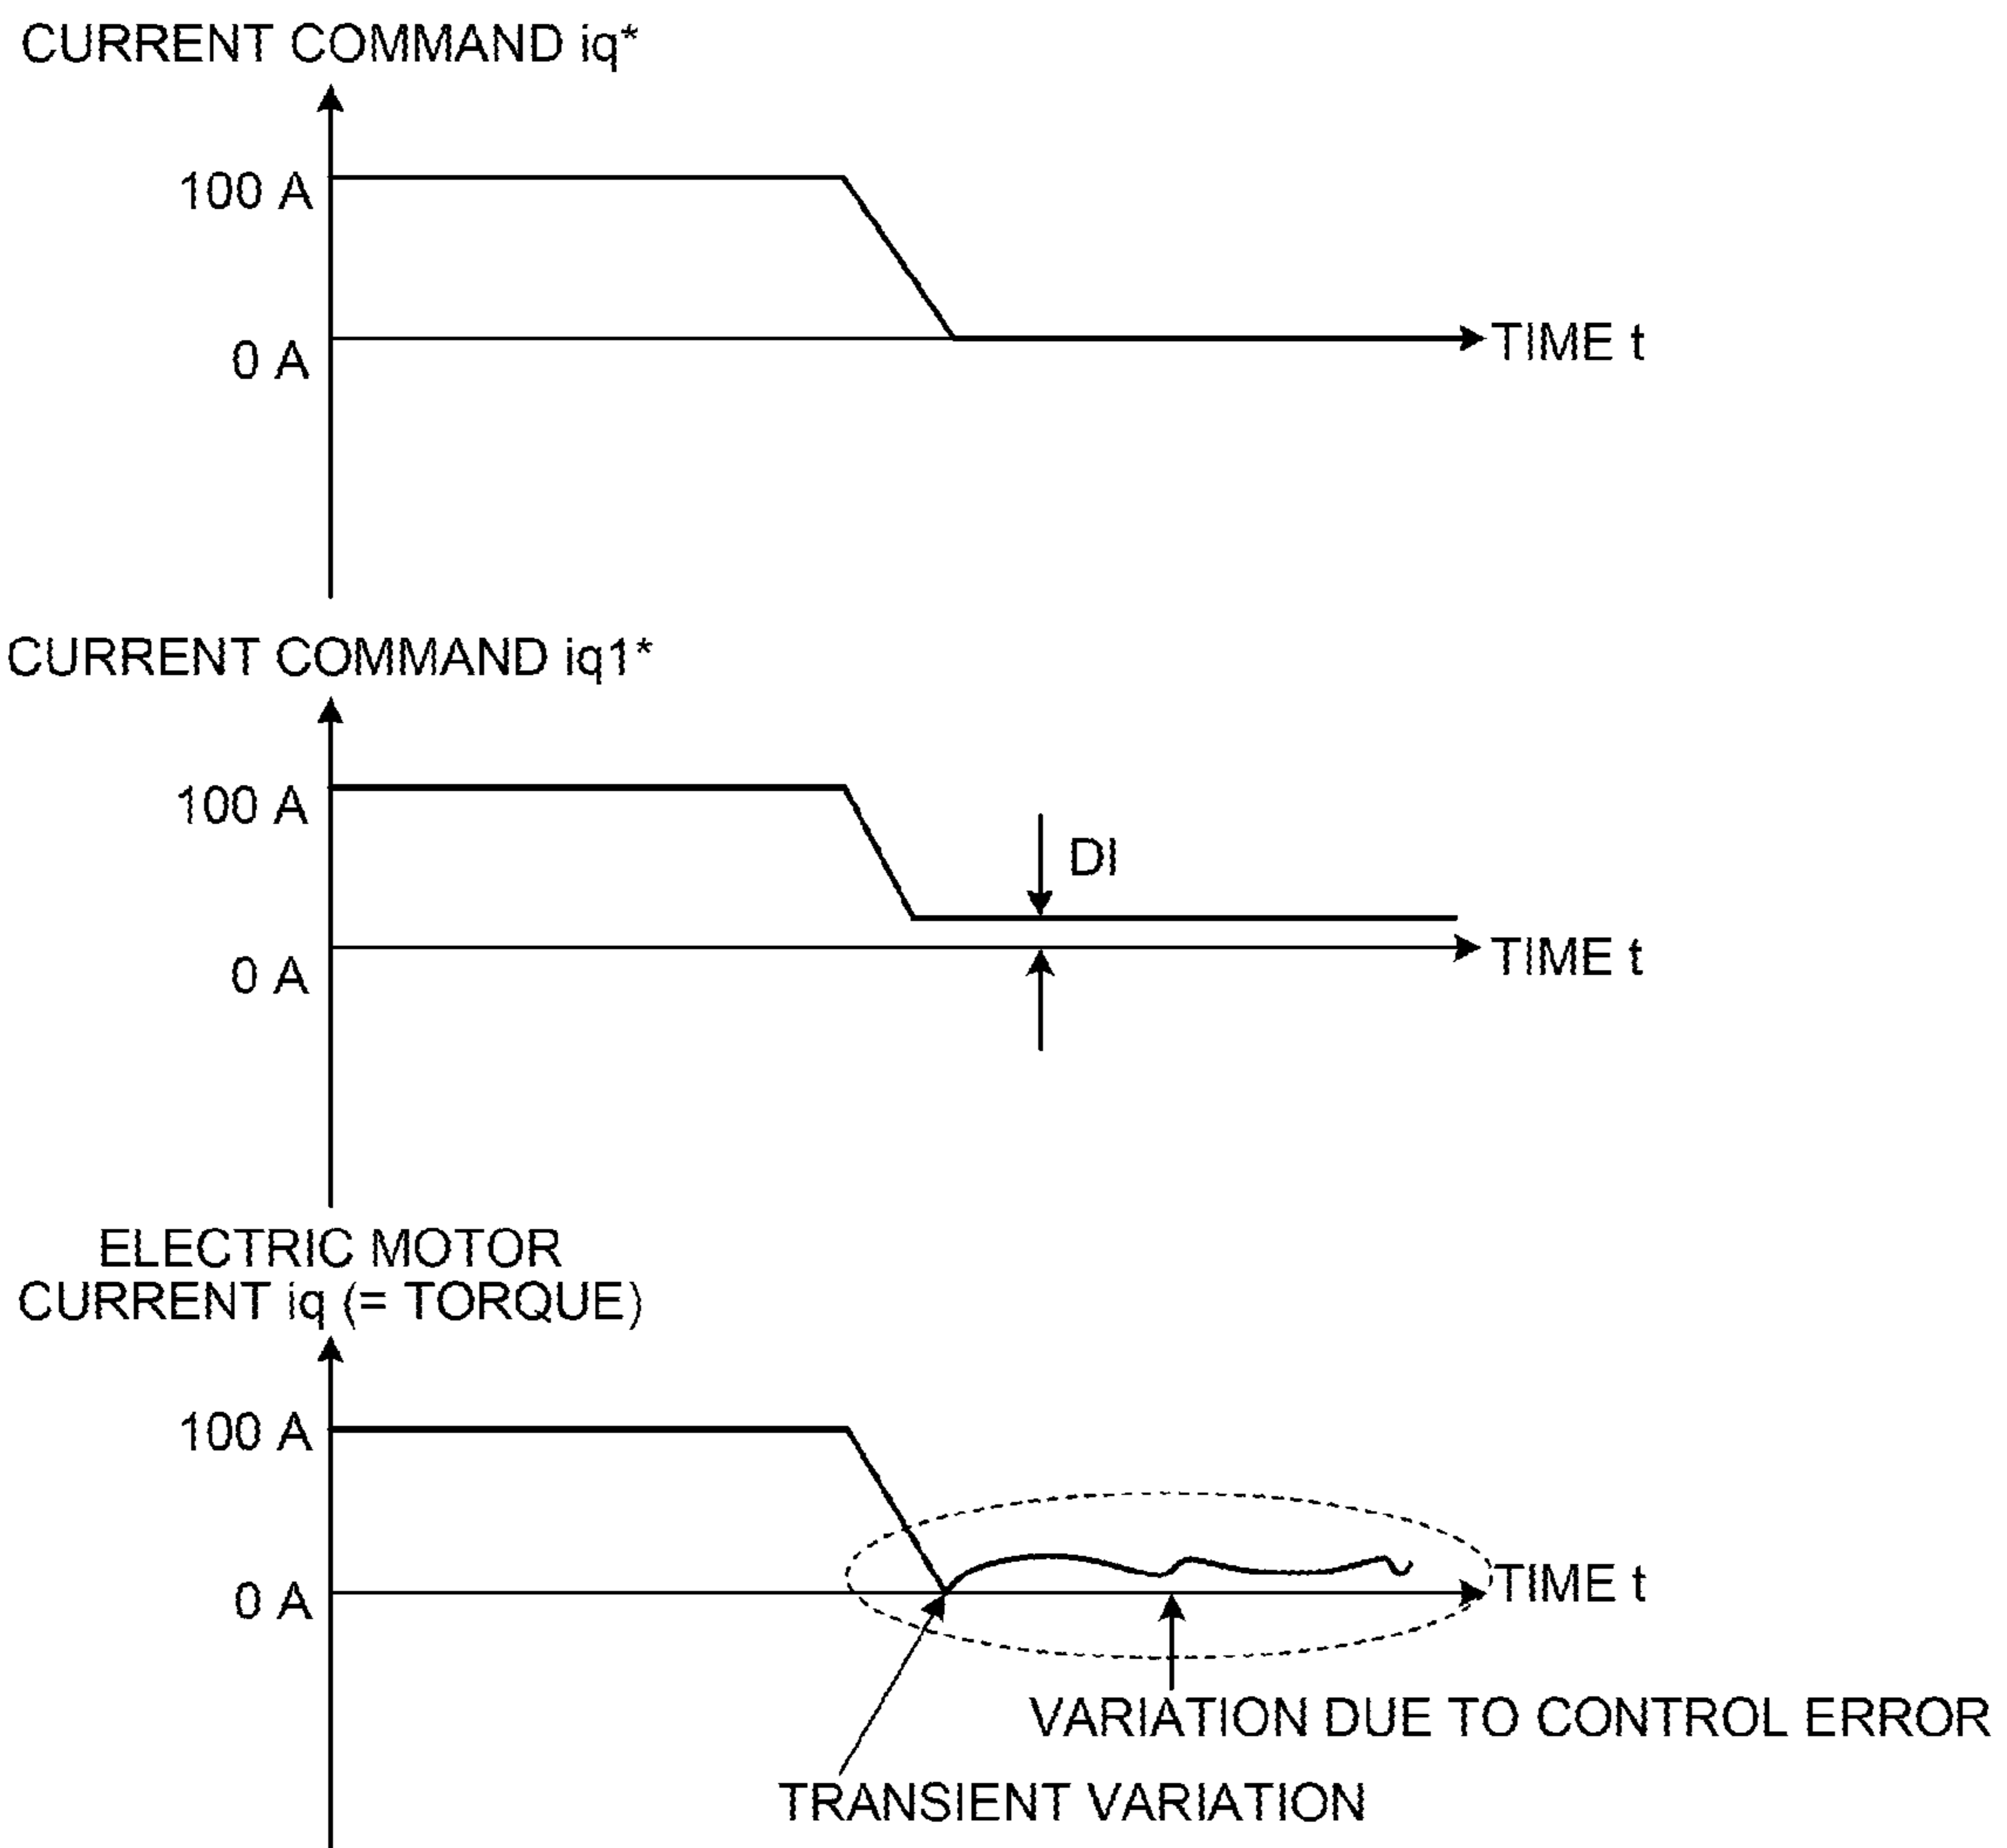 CURRENT COMMAND iq*
100 A
0 A
TIME t
CURRENT COMMAND iq1*
100 A
DI
0 A
TIME t
ELECTRIC MOTOR
CURRENT iq (= TORQUE)
100 A
0 A
TIME t
VARIATION DUE TO CONTROL ERROR
TRANSIENT VARIATION